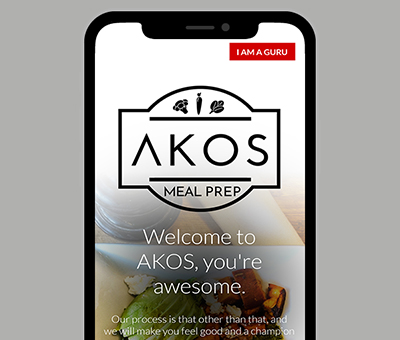 I AM A GURU
AKOS
MEAL PREP
Welcome to
AKOS, you're
awesome.
Our process is that other than that, and
we will make you feel good and a champ on